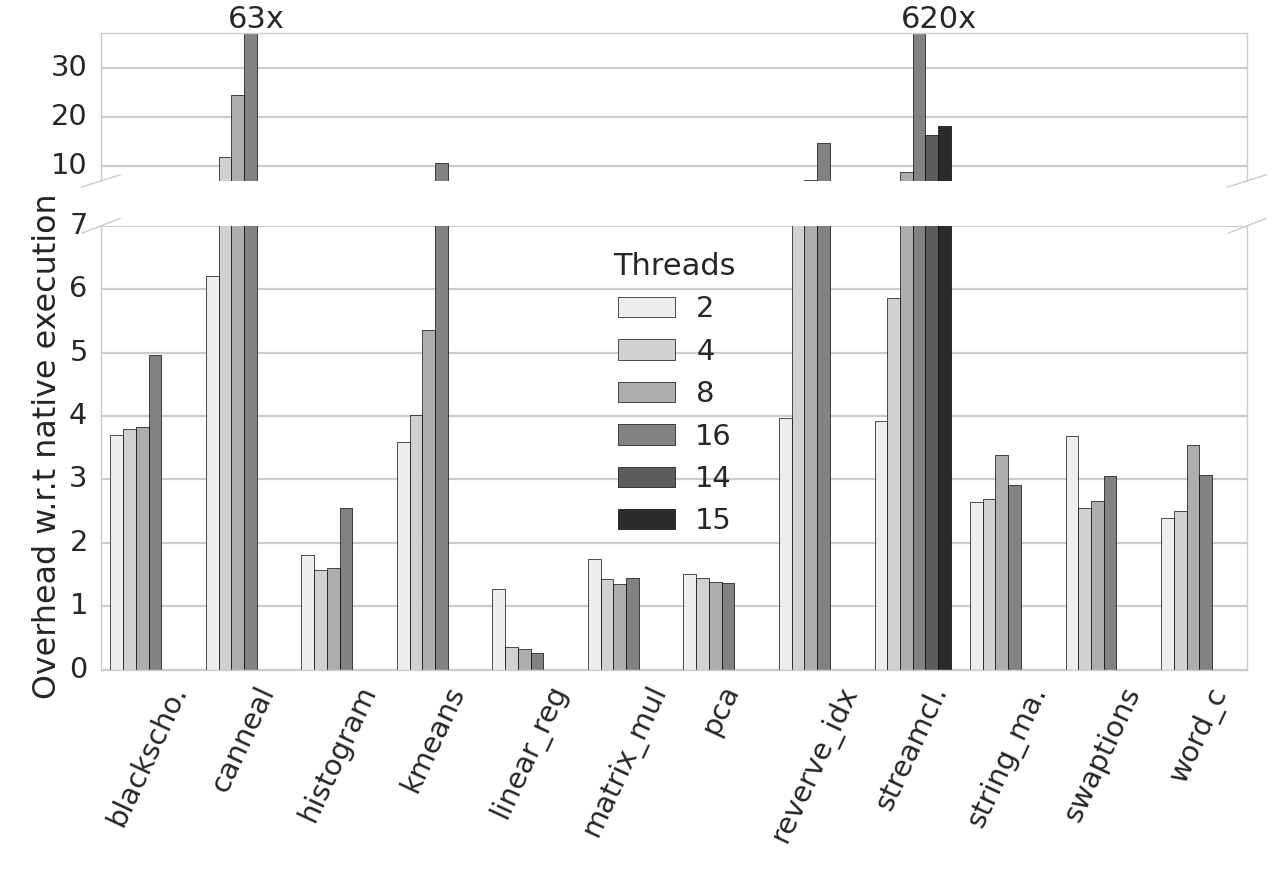 63x
620x
30
20
10
7
6
5
4
3
2
1
0
Overhead w.r.t native execution
Threads
2
4
8
16
14
15
blackscho.
canneal
histogram
kmeans
linear_reg
matrix_mul
pca
reverve_idx
streamcl.
string_ma.
swaptions
word_c